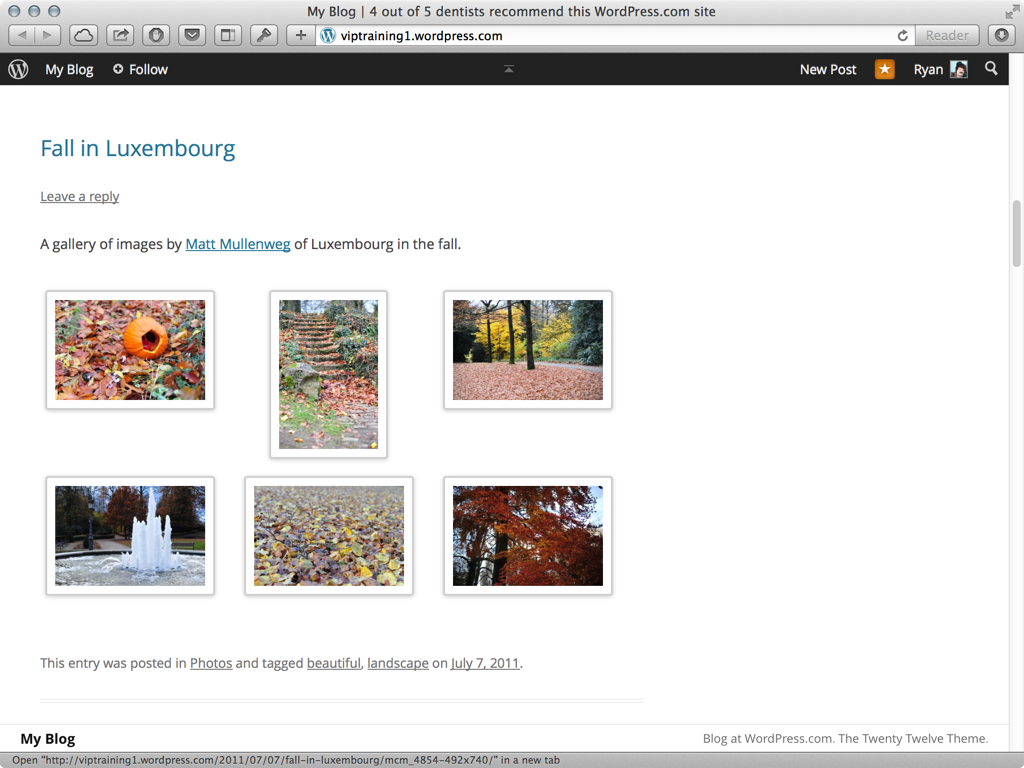 My Blog | 4 out of 5 dentists recommend this WordPress.com site
viptraining1.wordpress.com
Reader
My Blog Follow New Post Ryan
Fall in Luxembourg
Leave a reply
A gallery of images by Matt Mullenweg of Luxembourg in the fall.
This entry was posted in Photos and tagged beautiful, landscape on July 7, 2011.
My Blog Blog at WordPress.com. The Twenty Twelve Theme.
Open "http://viptraining1.wordpress.com/2011/07/07/fall-in-luxembourg/mcm_4854-492x740/" in a new tab